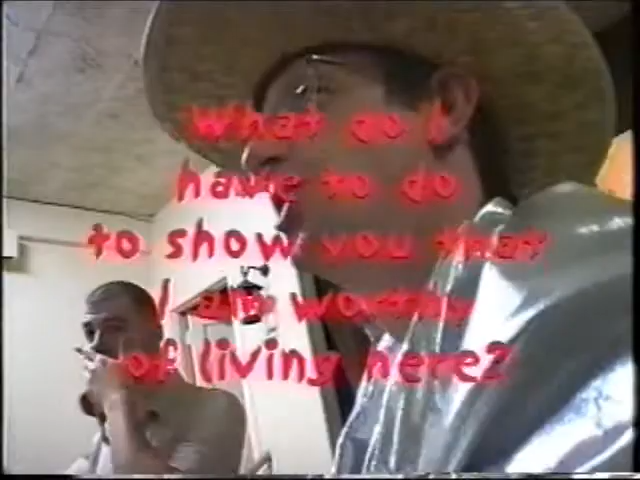 What do I
have to do
to show you that
I am worthy
of living here?